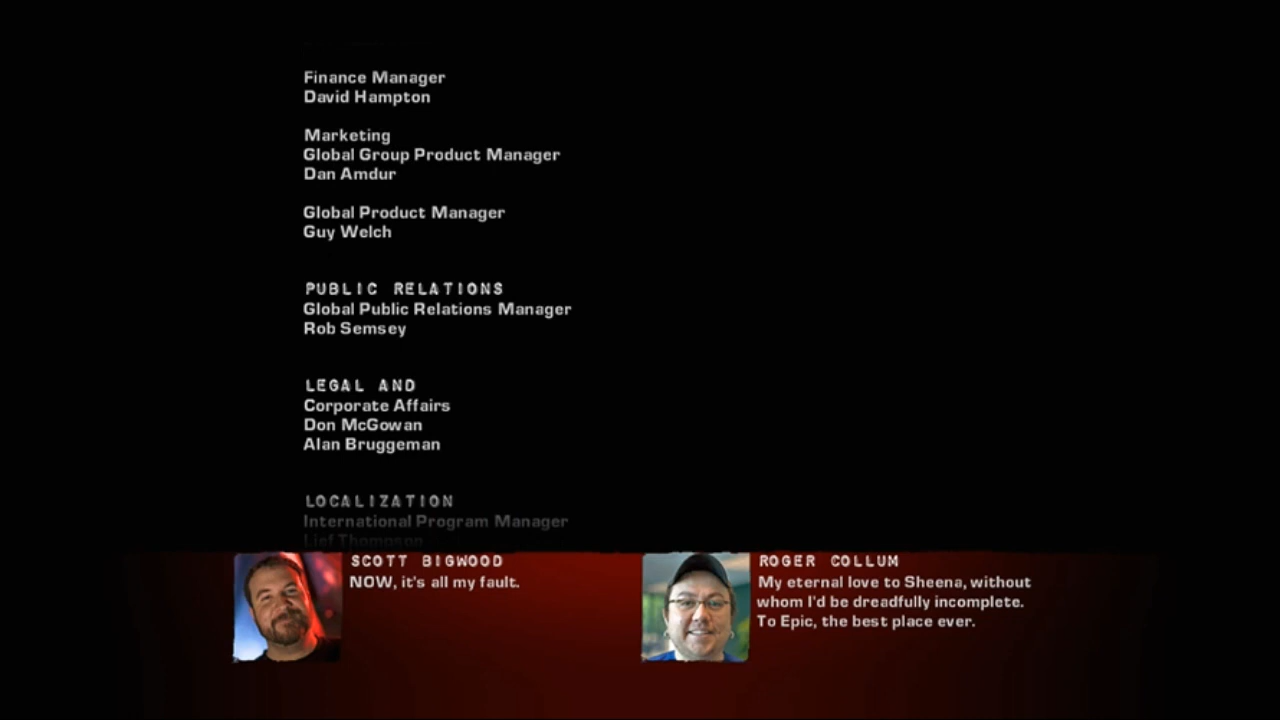 Finance Manager
David Hampton
Marketing
Global Group Product Manager
Dan Amdur
Global Product Manager
Guy Welch
PUBLIC RELATIONS
Global Public Relations Manager
Rob Semsey
LEGAL AND
Corporate Affairs
Don McGowan
Alan Bruggeman
LOCALIZATION
International Program Manager
Lief Thompson
SCOTT BIGWOOD
NOW, it's all my fault.
ROGER COLLUM
My eternal love to Sheena, without
whom I'd be dreadfully incomplete.
To Epic, the best place ever.